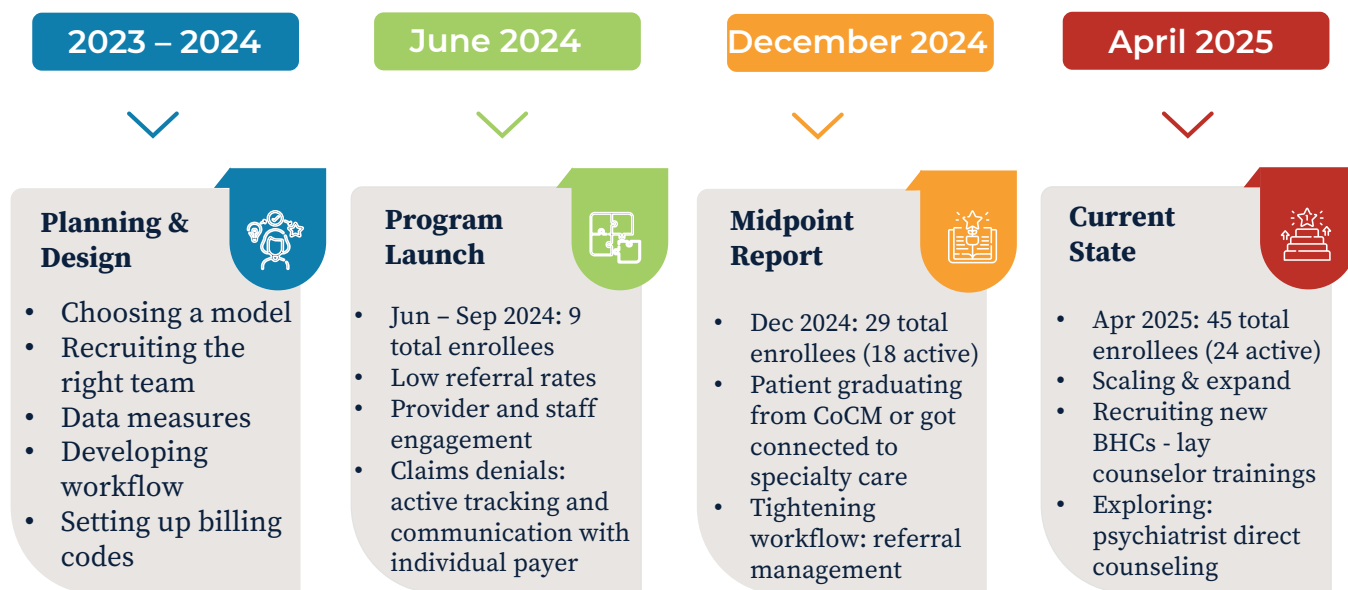 2023 – 2024
June 2024
December 2024
April 2025
Planning &
Design
• Choosing a model
• Recruiting the
right team
• Data measures
• Developing
workflow
• Setting up billing
codes
Program
Launch
• Jun – Sep 2024: 9
total enrollees
• Low referral rates
• Provider and staff
engagement
• Claims denials:
active tracking and
communication with
individual payer
Midpoint
Report
• Dec 2024: 29 total
enrollees (18 active)
• Patient graduating
from CoCM or got
connected to
specialty care
• Tightening
workflow: referral
management
Current
State
• Apr 2025: 45 total
enrollees (24 active)
• Scaling & expand
• Recruiting new
BHCs - lay
counselor trainings
• Exploring:
psychiatrist direct
counseling